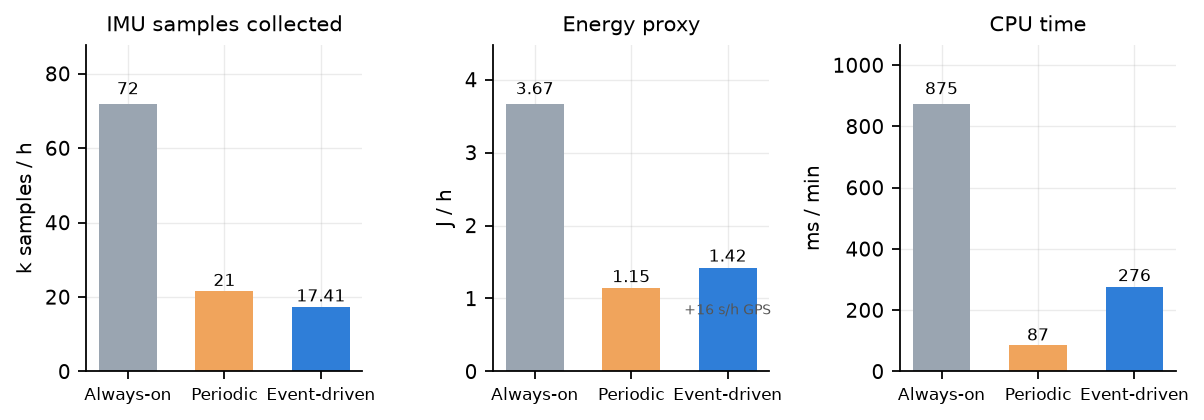 IMU samples collected
k samples / h
80
60
40
20
0
72
21
17.41
Always-on
Periodic
Event-driven
Energy proxy
J / h
4
3
2
1
0
3.67
1.15
1.42
+16 s/h GPS
Always-on
Periodic
Event-driven
CPU time
ms / min
1000
800
600
400
200
0
875
87
276
Always-on
Periodic
Event-driven